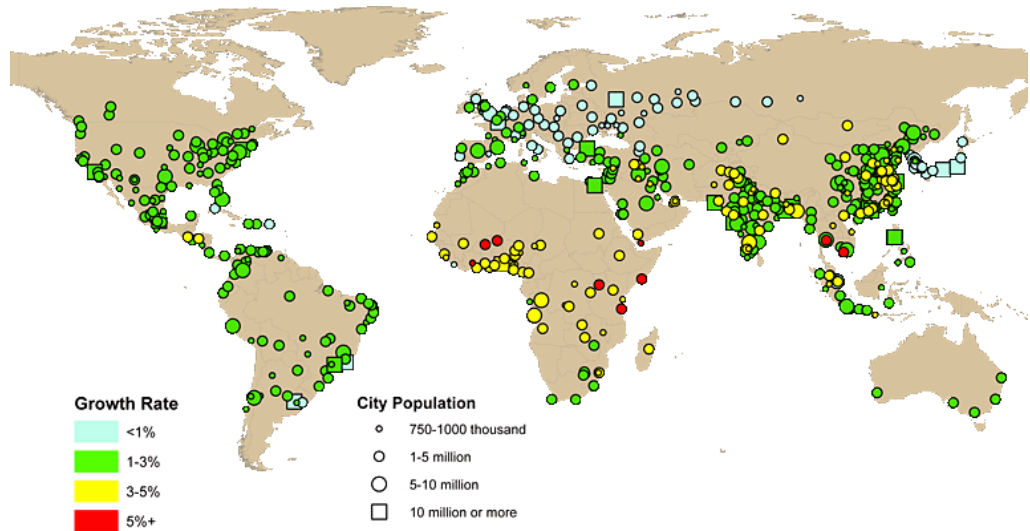 Growth Rate
<1%
1-3%
3-5%
5%+
City Population
750-1000 thousand
1-5 million
5-10 million
10 million or more